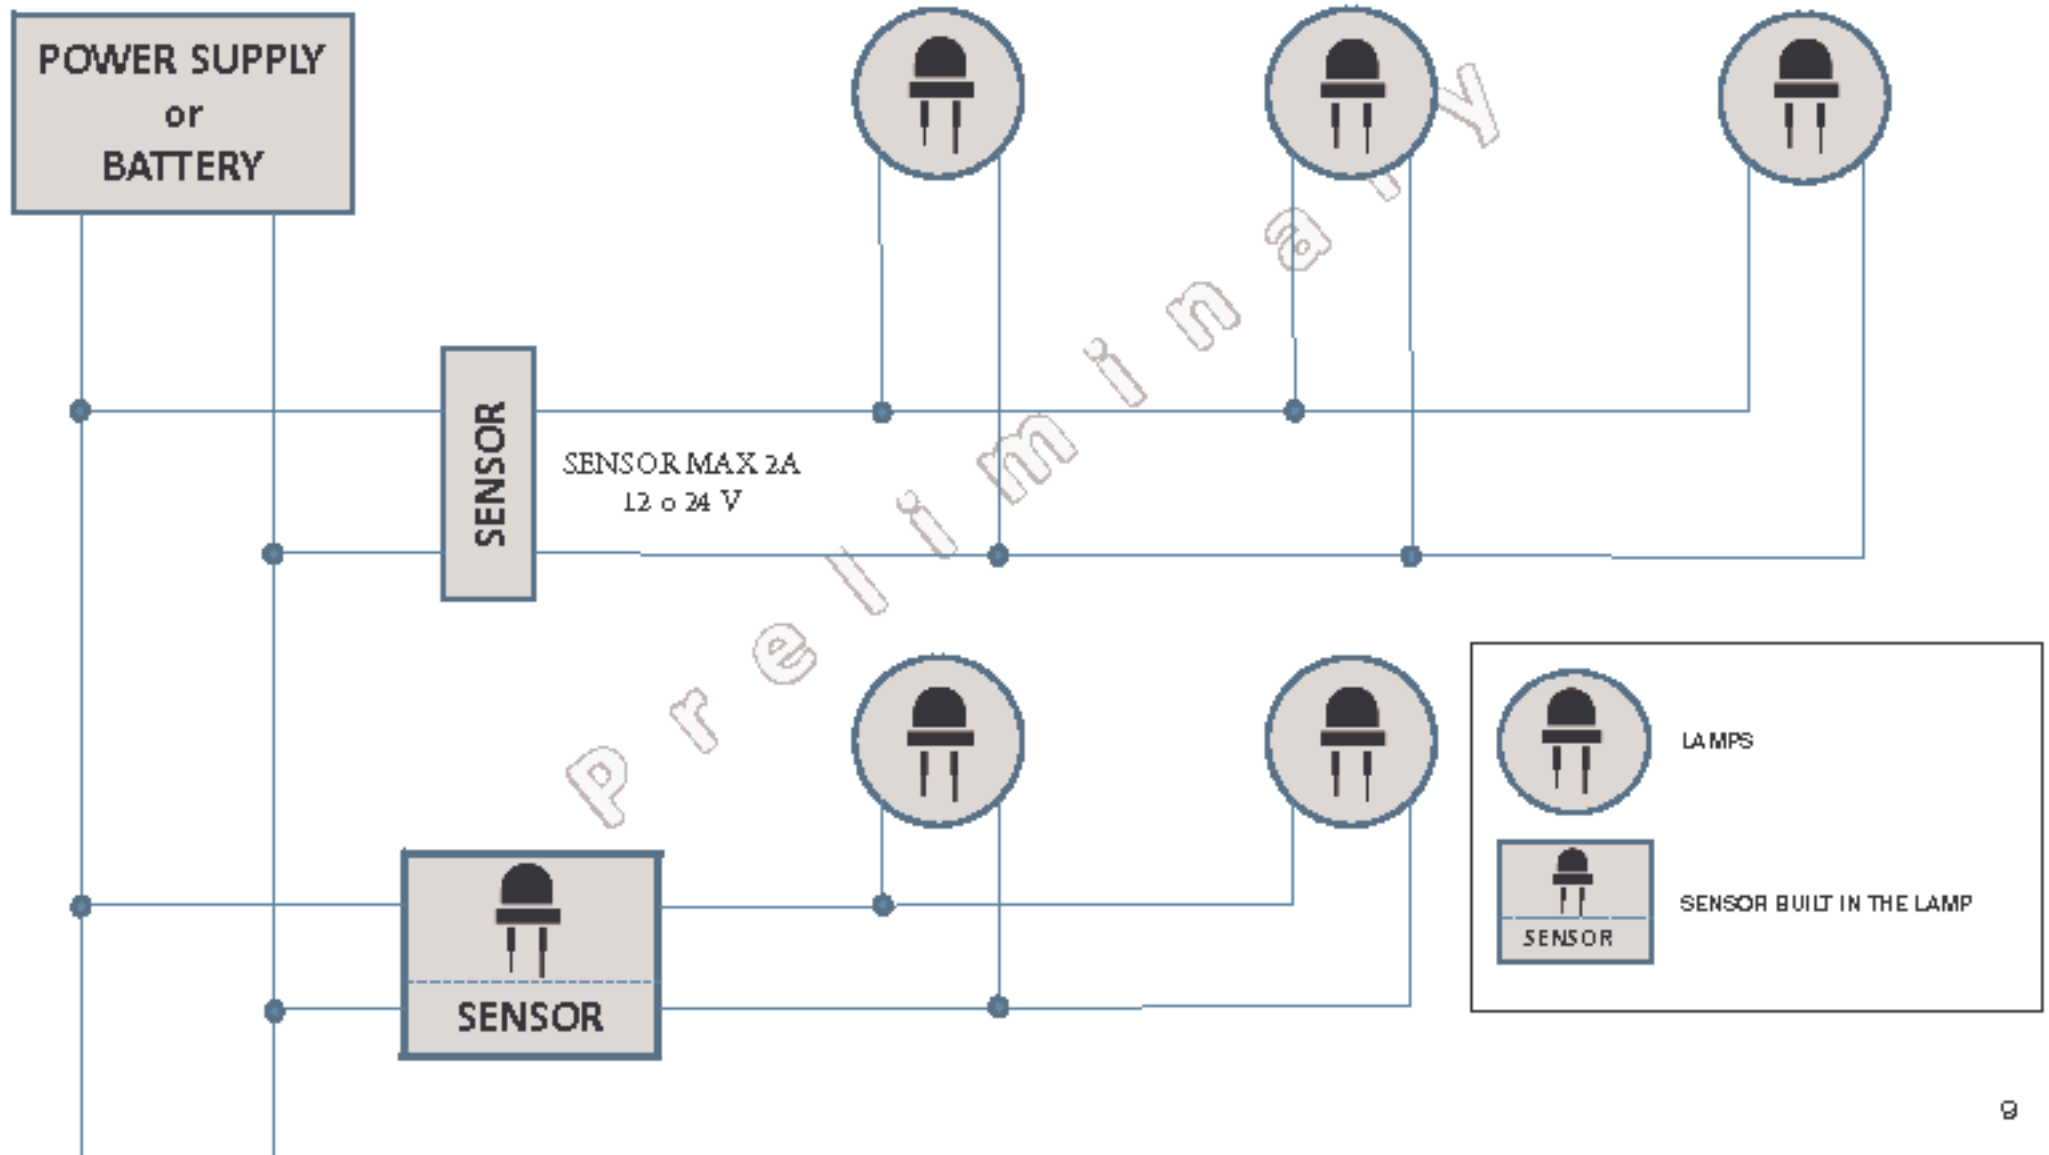 POWER SUPPLY
or
BATTERY
SENSOR
SENSOR MAX 2A
12 o 24 V
Preliminary
LAMPS
SENSOR
SENSOR BUILT IN THE LAMP
SENSOR
9